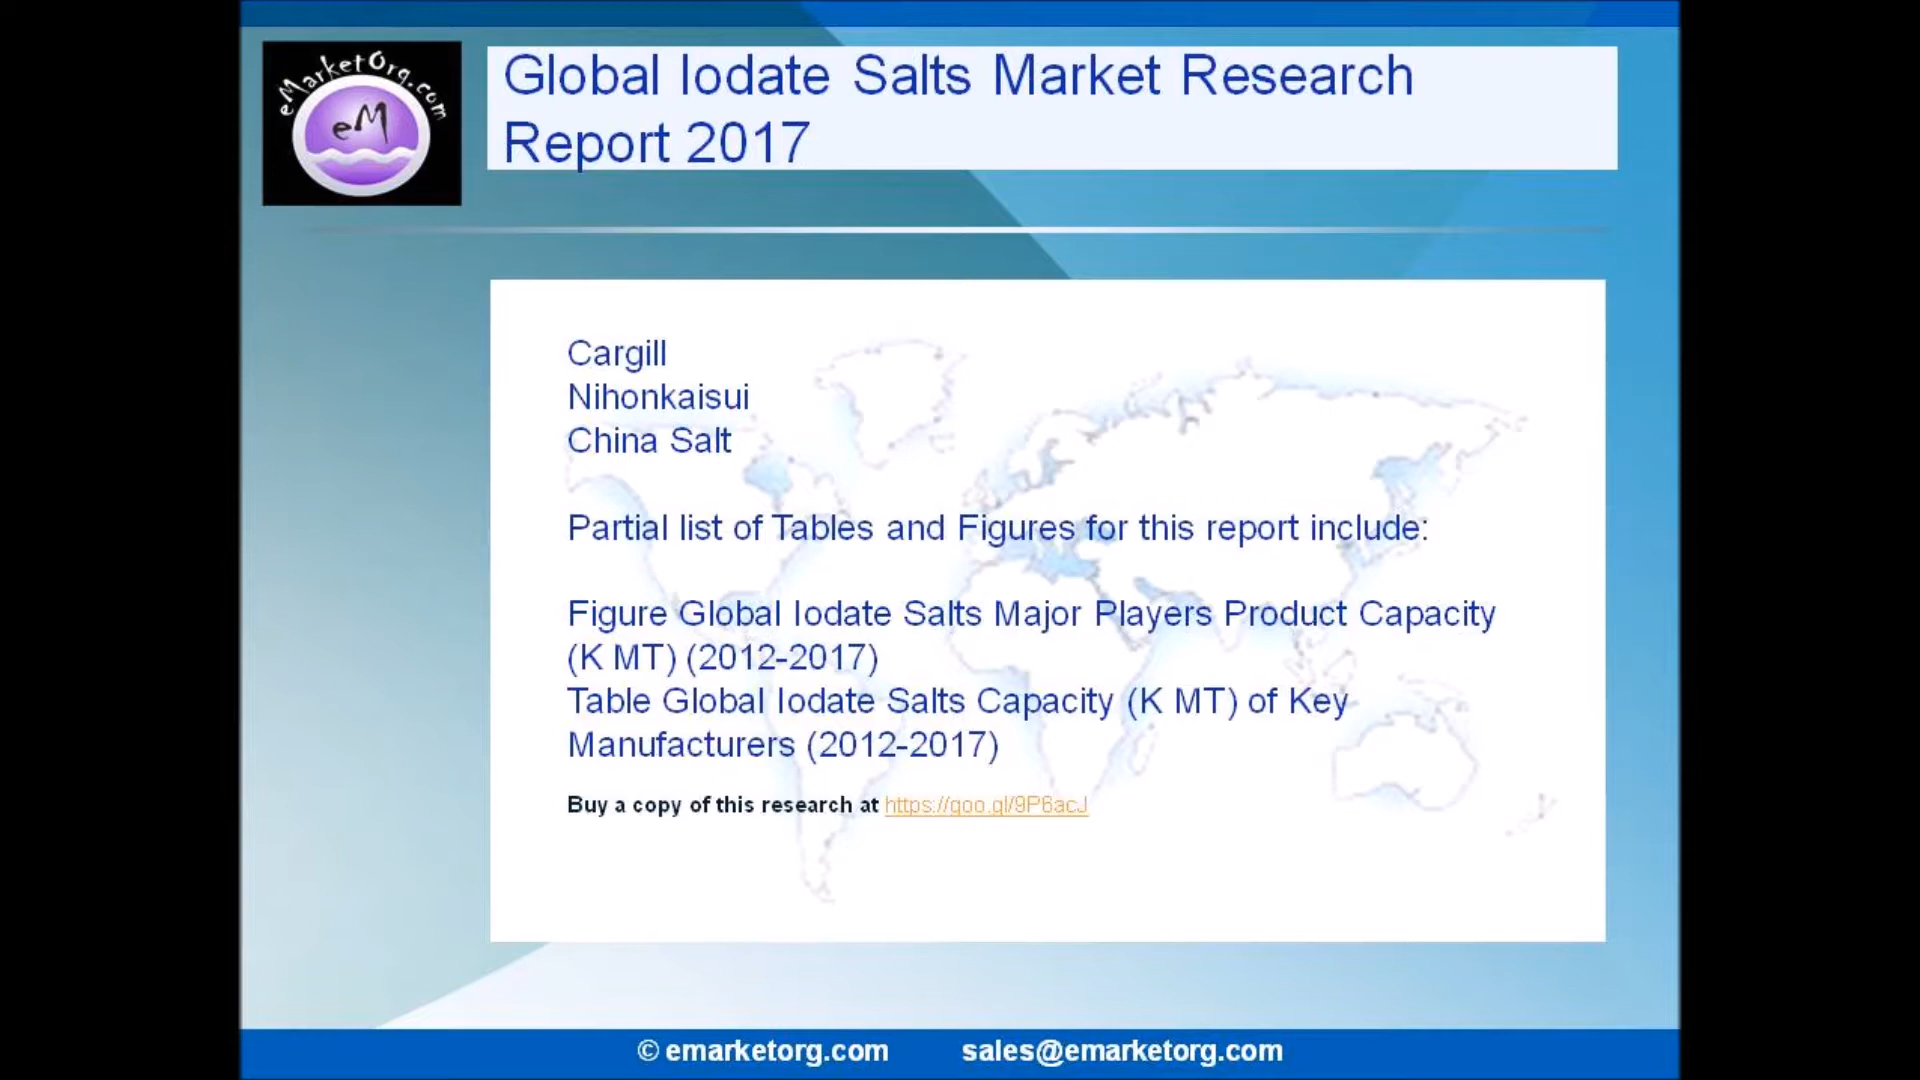 eMarketOrg.com
eM
Global Iodate Salts Market Research
Report 2017
Cargill
Nihonkaisui
China Salt
Partial list of Tables and Figures for this report include:
Figure Global Iodate Salts Major Players Product Capacity
(K MT) (2012-2017)
Table Global Iodate Salts Capacity (K MT) of Key
Manufacturers (2012-2017)
Buy a copy of this research at https://goo.gl/9P6acJ
© emarketorg.com sales@emarketorg.com